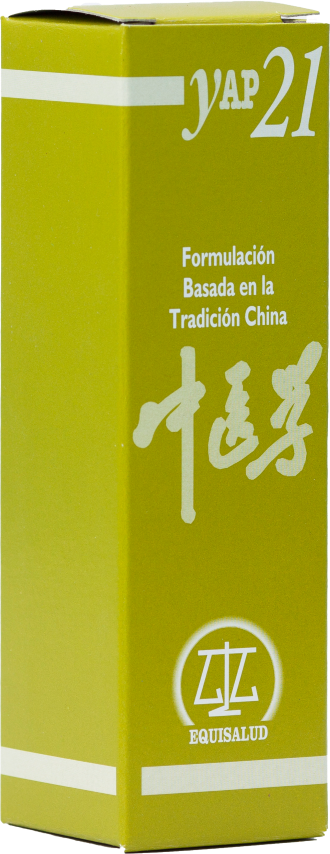 yAP 21
Formulación
Basada en la
Tradición China
中医学
EQUISALUD